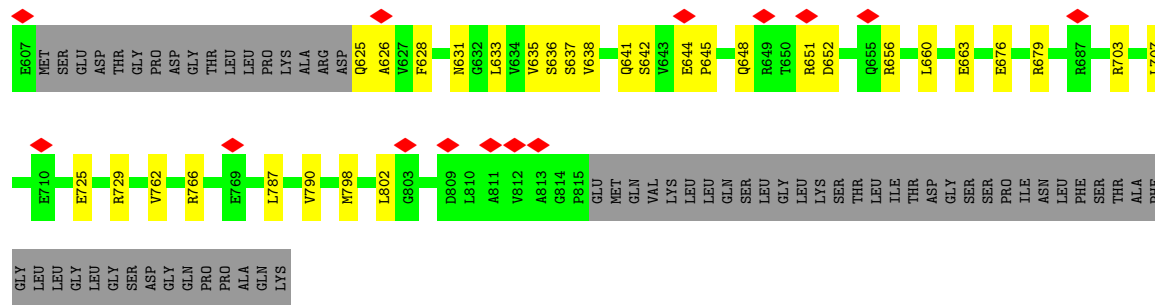 E607 MET SER GLU ASP THR GLY PRO ASP GLY THR LEU LEU PRO LYS ALA ARG ASP Q625 A626 V627 F628 N631 G632 L633 V634 V635 S636 S637 V638 Q641 S642 V643 E644 P645 Q648 R649 T650 R651 D652 Q655 R656 L660 E663 E676 R679 R687 R703
E710 E725 R729 V762 R766 E769 L787 V790 M798 L802 G803 D809 L810 A811 V812 A813 G814 P815 GLU MET GLN VAL LYS LEU LEU GLN SER LEU GLY LEU LYS SER THR LEU ILE THR ASP GLY SER SER PRO ILE ASN LEU PHE SER THR ALA PHE
GLY LEU LEU GLY LEU GLY SER ASP GLY GLN PRO PRO ALA GLN LYS